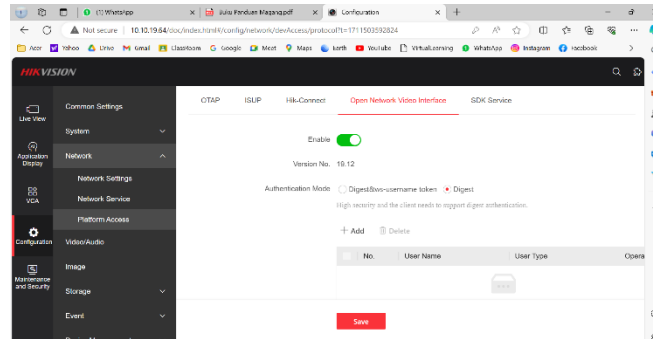 (1) WhatsApp
Buku Panduan Magang.pdf
Configuration
Not secure 10.10.19.64/doc/index.html#/config/network/devAccess/protocol?t=1711503592824
Acer Yahoo Drive Gmail Classroom Google Meet Maps Earth YouTube VirtualLearning WhatsApp Instagram Facebook
HIKVISION
Live View
Application Display
VCA
Configuration
Maintenance and Security
Common Settings
System
Network
Network Settings
Network Service
Platform Access
Video/Audio
Image
Storage
Event
OTAP ISUP Hik-Connect Open Network Video Interface SDK Service
Enable
Version No. 19.12
Authentication Mode Digest&ws-username token Digest
High security and the client needs to support digest authentication.
+ Add Delete
No. User Name User Type Opera
Save